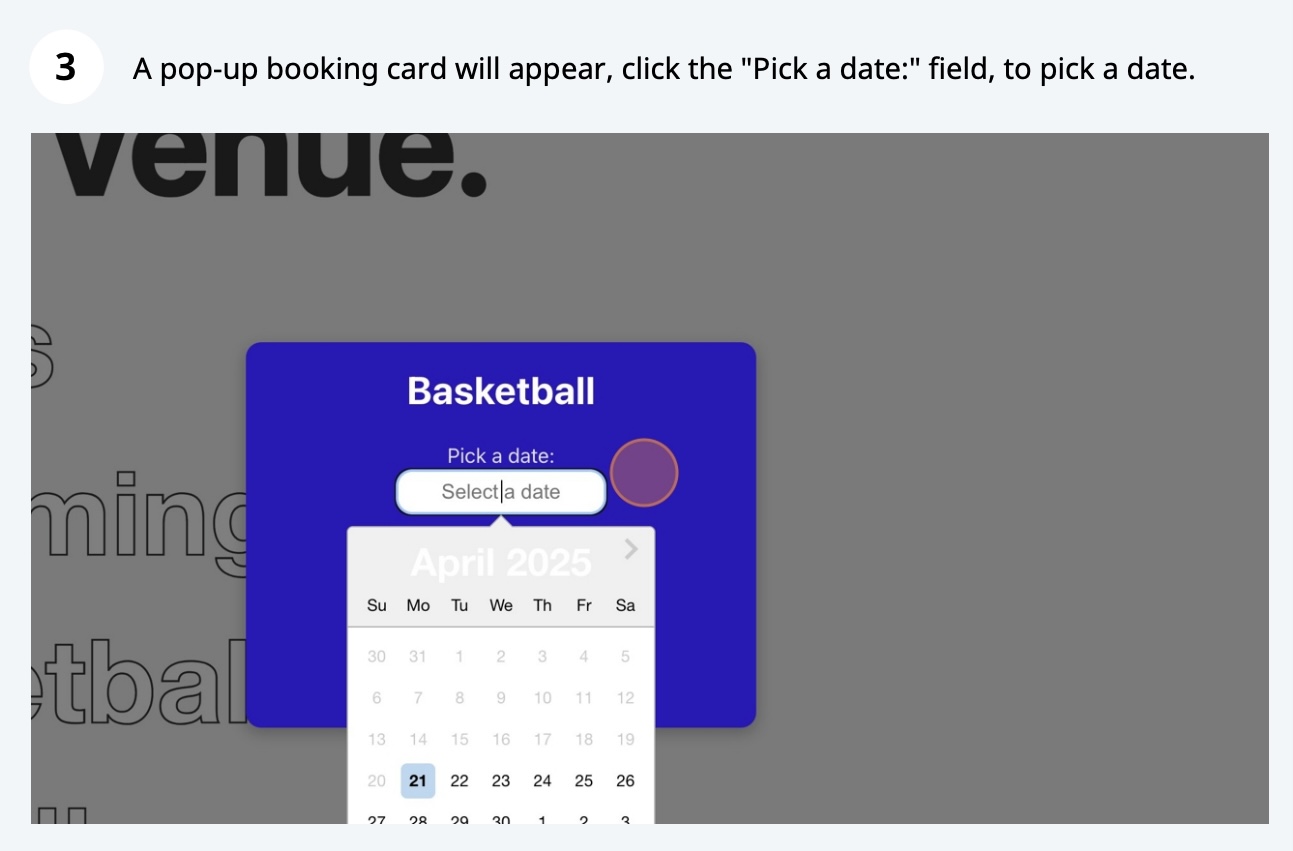 3
A pop-up booking card will appear, click the "Pick a date:" field, to pick a date.
venue.
s
Basketball
Pick a date:
ming
Select a date
April 2025
Su Mo Tu We Th Fr Sa
30 31 1 2 3 4 5
etbal
6 7 8 9 10 11 12
13 14 15 16 17 18 19
20 21 22 23 24 25 26
27 28 29 30 1 2 3